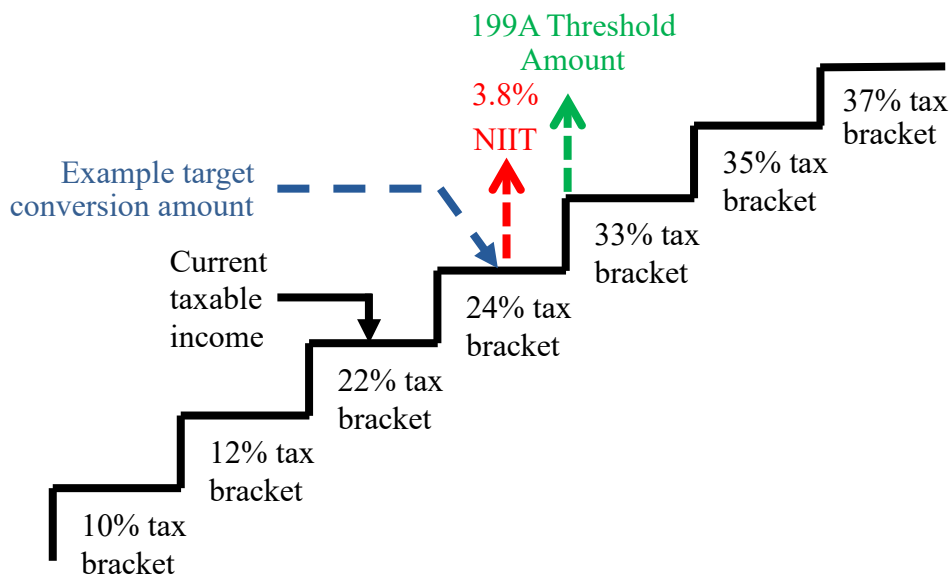 199A Threshold
Amount
3.8%
NIIT
37% tax
bracket
35% tax
bracket
Example target
conversion amount
33% tax
bracket
Current
taxable
income
24% tax
bracket
22% tax
bracket
12% tax
bracket
10% tax
bracket